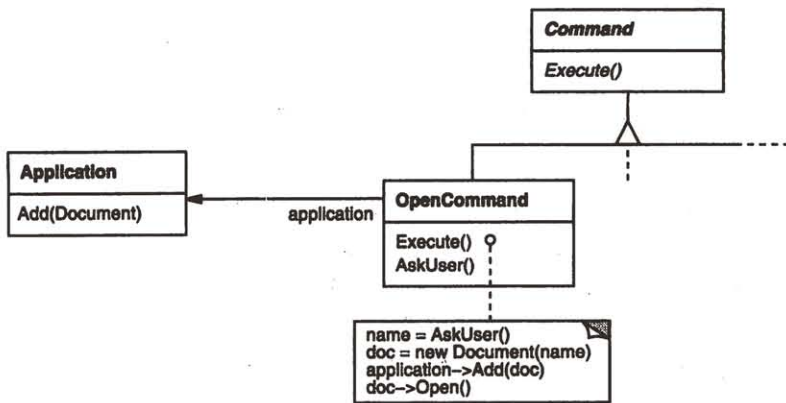 Command
Execute()
Application
Add(Document)
application
OpenCommand
Execute()
AskUser()
name = AskUser()
doc = new Document(name)
application->Add(doc)
doc->Open()